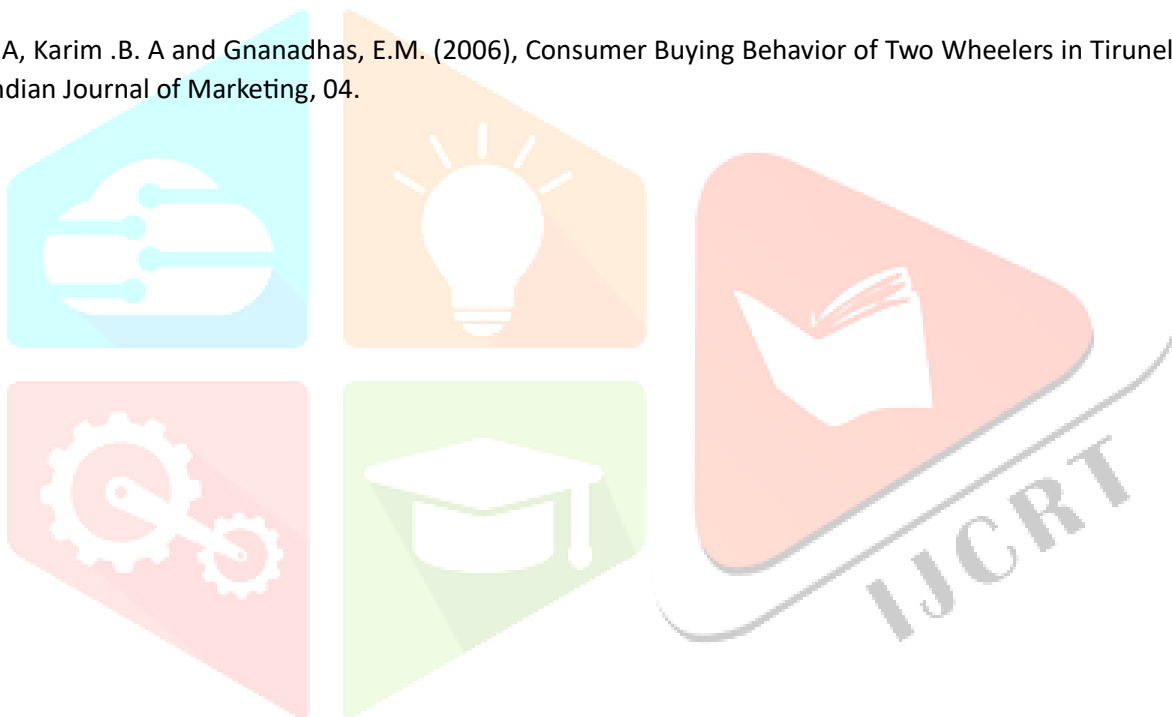 A, Karim .B. A and Gnanadhas, E.M. (2006), Consumer Buying Behavior of Two Wheelers in Tirunel
ndian Journal of Marketing, 04.
IJCRT